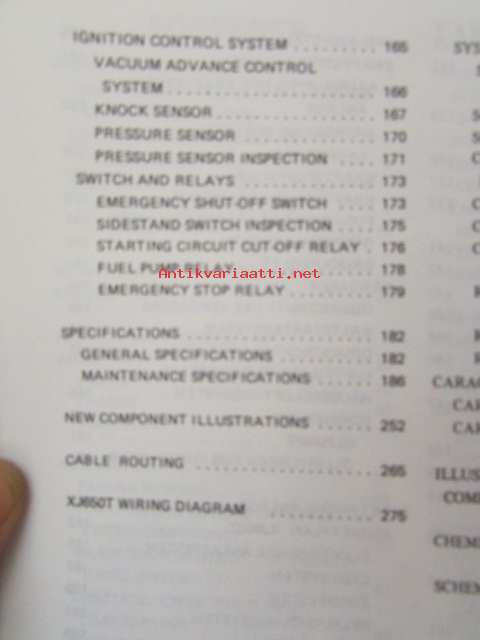 IGNITION CONTROL SYSTEM ......... 165
VACUUM ADVANCE CONTROL
SYSTEM ....................... 166
KNOCK SENSOR ................. 167
PRESSURE SENSOR .............. 170
PRESSURE SENSOR INSPECTION .... 171
SWITCH AND RELAYS .............. 173
EMERGENCY SHUT-OFF SWITCH .... 173
SIDESTAND SWITCH INSPECTION .... 175
STARTING CIRCUIT CUT-OFF RELAY . 176
FUEL PUMP RELAY .............. 178
Antikvariaatti.net
EMERGENCY STOP RELAY ......... 179
SPECIFICATIONS .................. 182
GENERAL SPECIFICATIONS ......... 182
MAINTENANCE SPECIFICATIONS ...... 186
NEW COMPONENT ILLUSTRATIONS ...... 252
CABLE ROUTING ................... 265
XJ650T WIRING DIAGRAM ............ 275